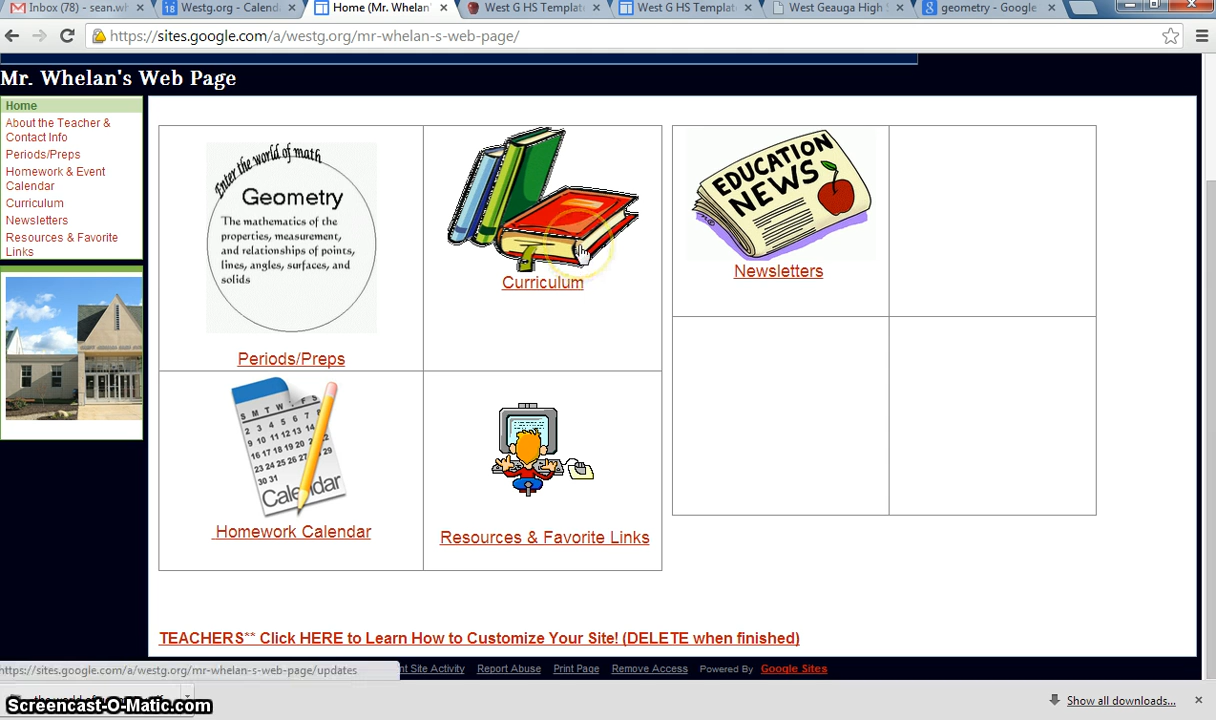 Inbox (78) - sean.wh
Westg.org - Calenda
Home (Mr. Whelan'
West G HS Template
West G HS Template
West Geauga High S
geometry - Google
https://sites.google.com/a/westg.org/mr-whelan-s-web-page/
Mr. Whelan's Web Page
Home
About the Teacher &
Contact Info
Periods/Preps
Homework & Event
Calendar
Curriculum
Newsletters
Resources & Favorite
Links
Enter the world of math
Geometry
The mathematics of the
properties, measurement,
and relationships of points,
lines, angles, surfaces, and
solids
Periods/Preps
Curriculum
EDUCATION
NEWS
Newsletters
S M T W T F S
Calendar
Homework Calendar
Resources & Favorite Links
TEACHERS** Click HERE to Learn How to Customize Your Site! (DELETE when finished)
https://sites.google.com/a/westg.org/mr-whelan-s-web-page/updates
nt Site Activity
Report Abuse
Print Page
Remove Access
Powered By
Google Sites
Show all downloads...
Screencast-O-Matic.com